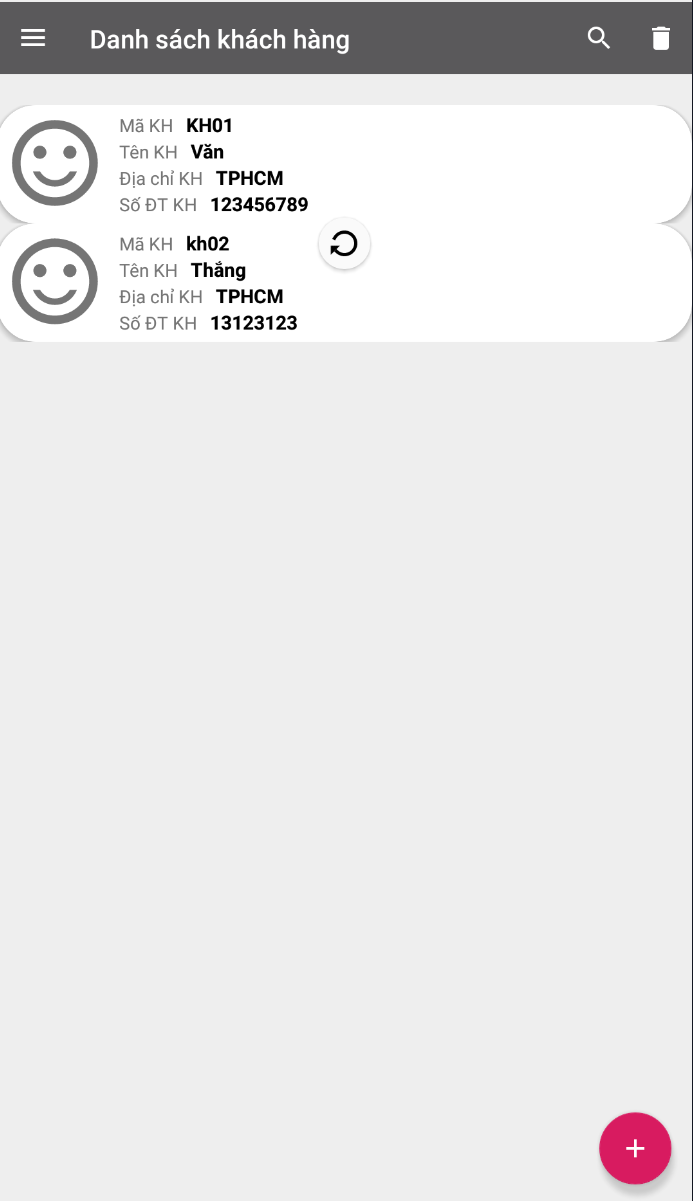 Danh sách khách hàng
Mã KH KH01
Tên KH Văn
Địa chỉ KH TPHCM
Số ĐT KH 123456789
Mã KH kh02
Tên KH Thắng
Địa chỉ KH TPHCM
Số ĐT KH 13123123